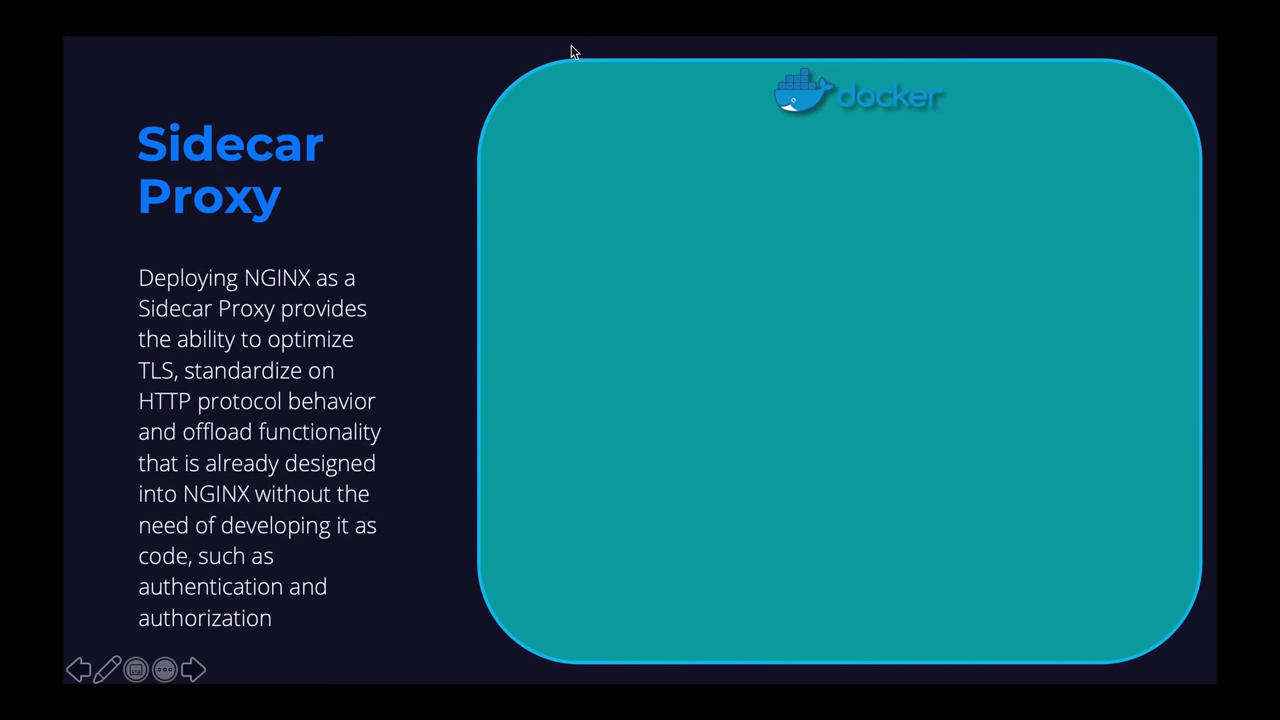 Sidecar
Proxy
Deploying NGINX as a
Sidecar Proxy provides
the ability to optimize
TLS, standardize on
HTTP protocol behavior
and offload functionality
that is already designed
into NGINX without the
need of developing it as
code, such as
authentication and
authorization
docker